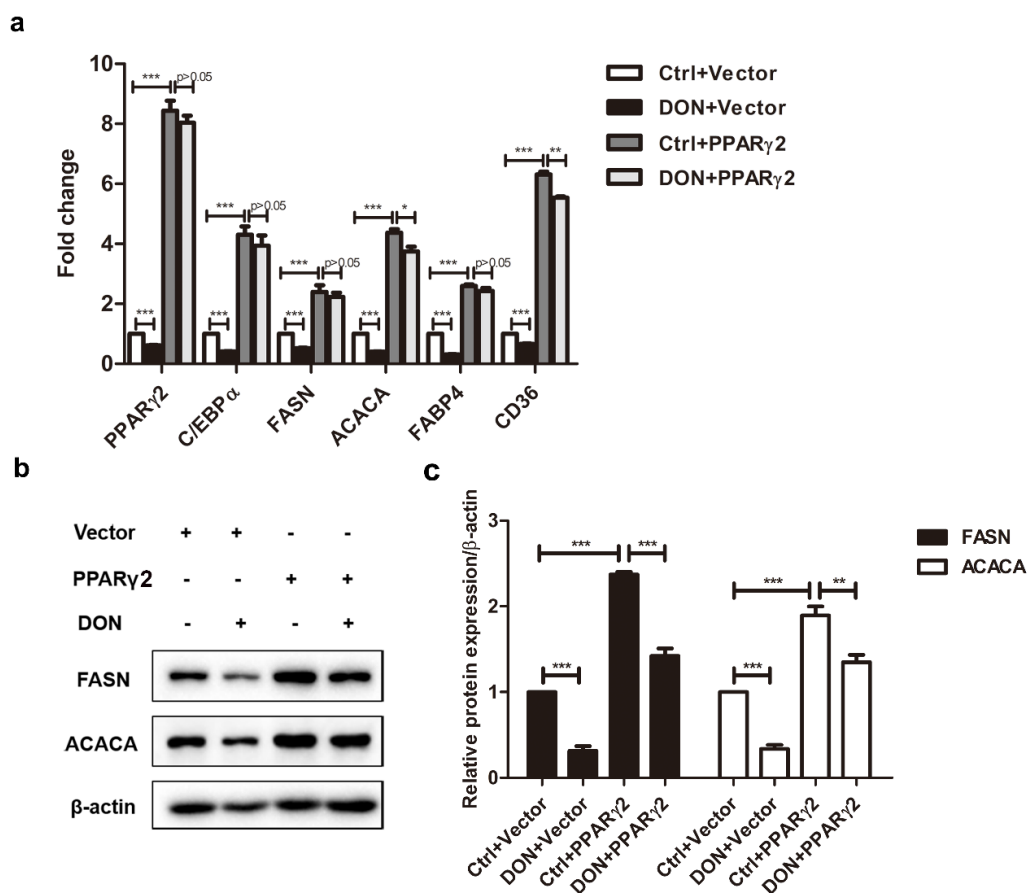 a
Fold change
10
8
6
4
2
0
*** p>0.05
***
*** p>0.05
***
*** p>0.05
***
*** *
***
*** p>0.05
***
*** **
***
PPARγ2
C/EBPα
FASN
ACACA
FABP4
CD36
Ctrl+Vector
DON+Vector
Ctrl+PPARγ2
DON+PPARγ2
b
Vector + + - -
PPARγ2 - - + +
DON - + - +
FASN
ACACA
β-actin
c
Relative protein expression/β-actin
3
2
1
0
*** ***
***
*** **
***
Ctrl+Vector
DON+Vector
Ctrl+PPARγ2
DON+PPARγ2
Ctrl+Vector
DON+Vector
Ctrl+PPARγ2
DON+PPARγ2
FASN
ACACA